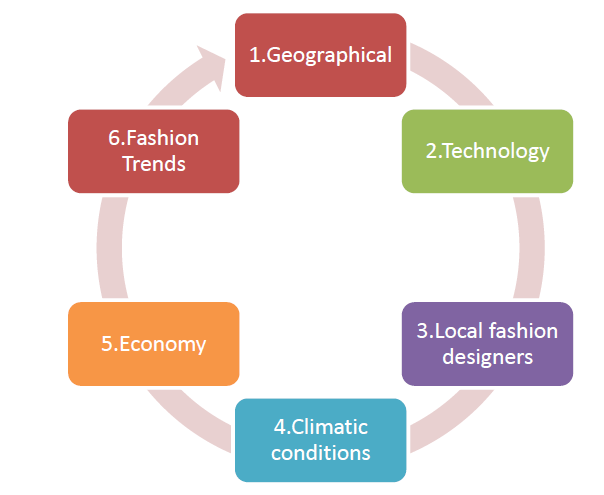 1.Geographical
2.Technology
3.Local fashion
designers
4.Climatic
conditions
5.Economy
6.Fashion
Trends